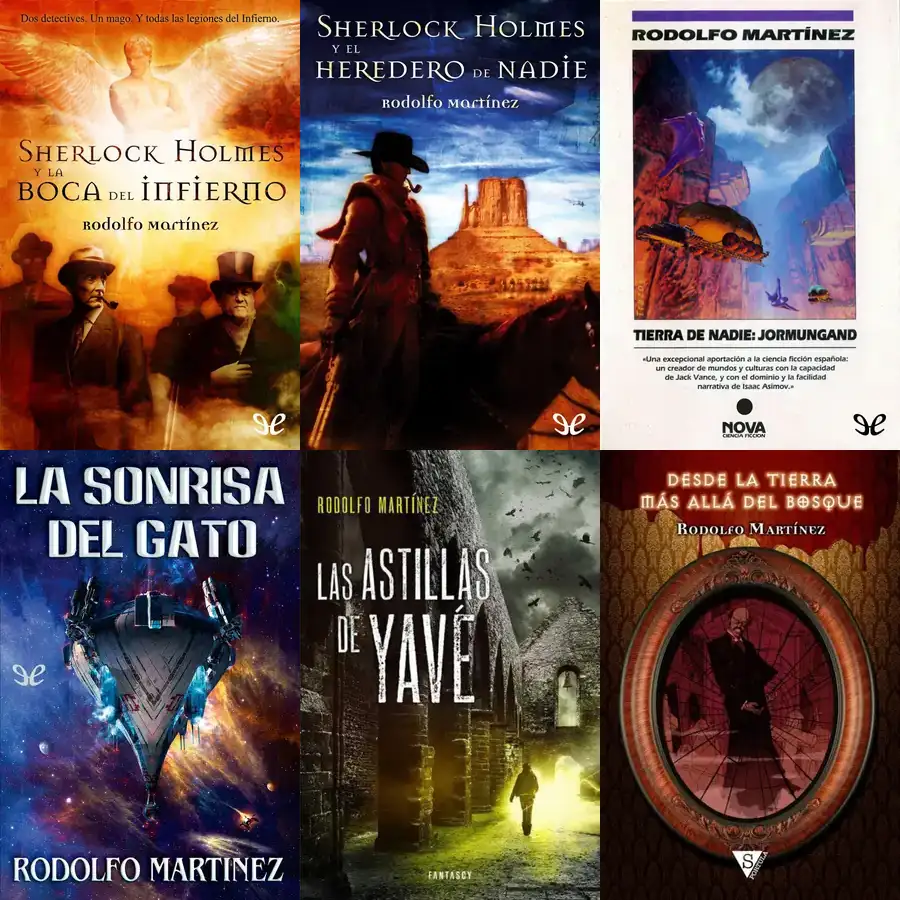 Dos detectives. Un mago. Y todas las legiones del Infierno.
SHERLOCK HOLMES
Y LA
BOCA DEL INFIERNO
Rodolfo Martínez
SHERLOCK HOLMES
Y EL
HEREDERO DE NADIE
Rodolfo Martínez
RODOLFO MARTÍNEZ
TIERRA DE NADIE: JORMUNGAND
«Una excepcional aportación a la ciencia ficción española:
un creador de mundos y culturas con la capacidad
de Jack Vance, y con el dominio y la facilidad
narrativa de Isaac Asimov.»
NOVA
CIENCIA FICCION
LA SONRISA
DEL GATO
RODOLFO MARTINEZ
RODOLFO MARTÍNEZ
LAS ASTILLAS
DE YAVÉ
FANTASCY
DESDE LA TIERRA
MÁS ALLÁ DEL BOSQUE
RODOLFO MARTÍNEZ
S